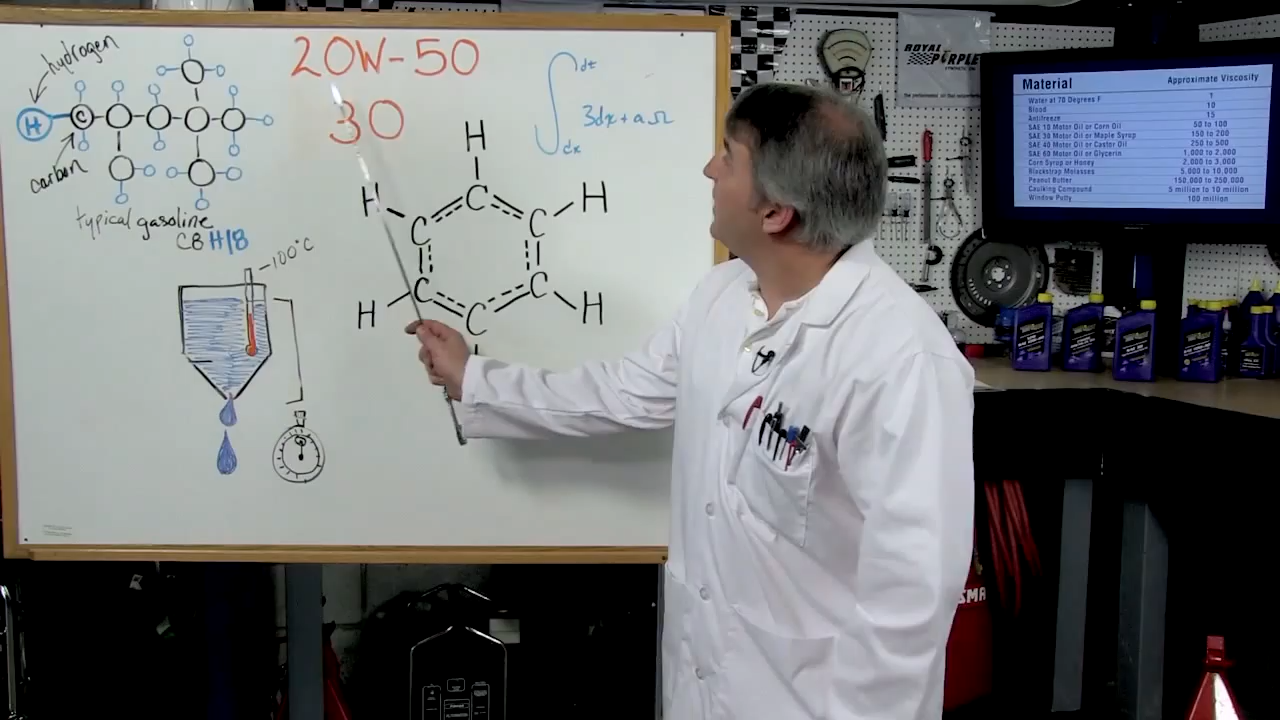 hydrogen
H
C
carbon
typical gasoline
C8 H18
-100°C
20W-50
30
H
H
H
C
C
C
C
C
C
H
H
∫dt
3dx+aΩ
dx
ROYAL
PURPLE
Material Approximate Viscosity
Water at 70 Degrees F 1
Blood 10
Antifreeze 15
SAE 10 Motor Oil or Corn Oil 50 to 100
SAE 30 Motor Oil or Maple Syrup 150 to 200
SAE 40 Motor Oil or Castor Oil 250 to 500
SAE 60 Motor Oil or Glycerin 1,000 to 2,000
Corn Syrup or Honey 2,000 to 3,000
Blackstrap Molasses 5,000 to 10,000
Peanut Butter 150,000 to 250,000
Caulking Compound 5 million to 10 million
Window Putty 100 million
SMA